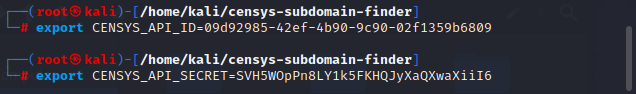 ┌──(root㉿kali)-[/home/kali/censys-subdomain-finder]
└─# export CENSYS_API_ID=09d92985-42ef-4b90-9c90-02f1359b6809
┌──(root㉿kali)-[/home/kali/censys-subdomain-finder]
└─# export CENSYS_API_SECRET=SVH5WOpPn8LY1k5FKHQJyXaQXwaXiiI6